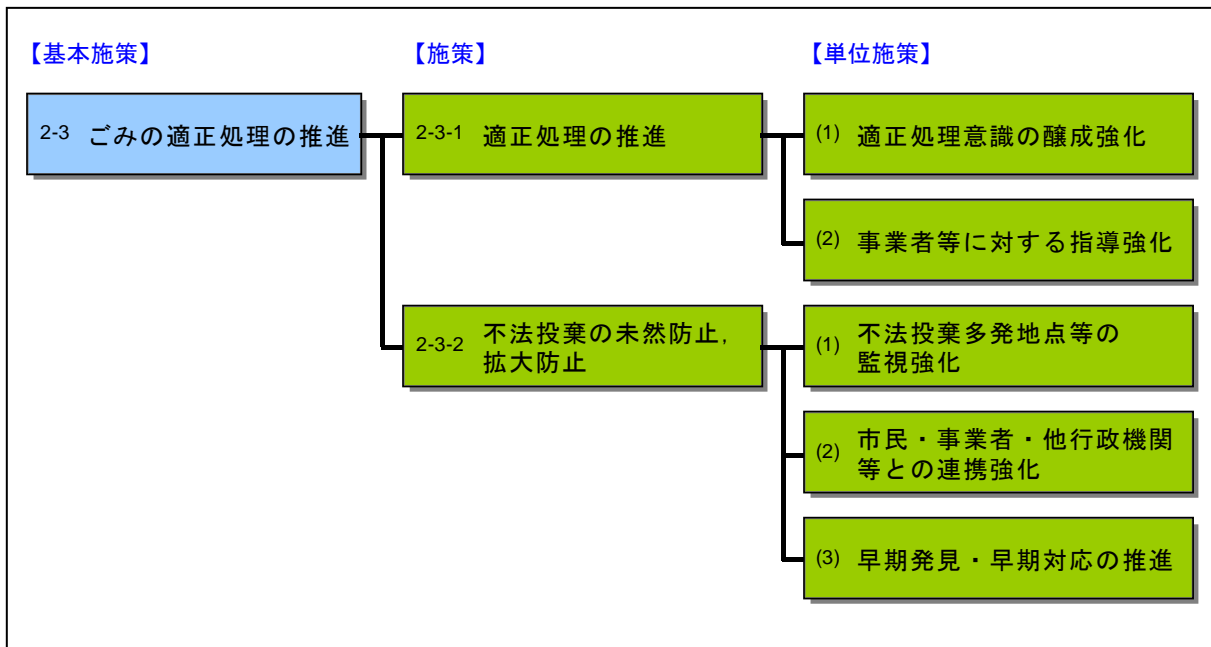 【基本施策】 【施策】 【単位施策】
2-3 ごみの適正処理の推進
2-3-1 適正処理の推進
(1) 適正処理意識の醸成強化
(2) 事業者等に対する指導強化
2-3-2 不法投棄の未然防止，
拡大防止
(1) 不法投棄多発地点等の
監視強化
(2) 市民・事業者・他行政機関
等との連携強化
(3) 早期発見・早期対応の推進